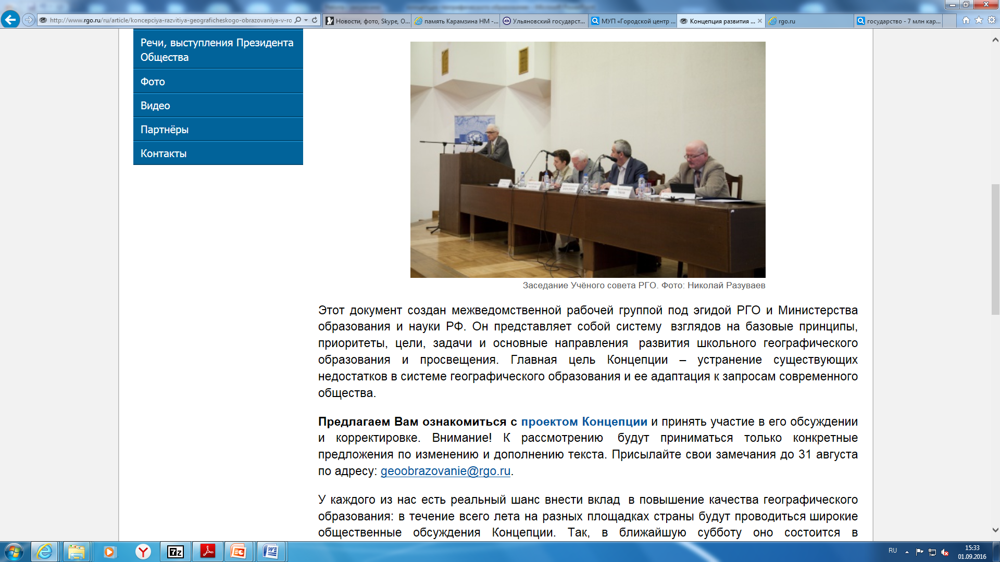 http://www.rgo.ru/ru/article/koncepciya-razvitiya-geograficheskogo-obrazovaniya-v-ro
Новости, фото, Skype, O...
память Карамзина НМ -...
Ульяновский государст...
МУП «Городской центр ...
Концепция развития ...
rgo.ru
государство - 7 млн кар...
Речи, выступления Президента
Общества
Фото
Видео
Партнёры
Контакты
Заседание Учёного совета РГО. Фото: Николай Разуваев
Этот документ создан межведомственной рабочей группой под эгидой РГО и Министерства
образования и науки РФ. Он представляет собой систему взглядов на базовые принципы,
приоритеты, цели, задачи и основные направления развития школьного географического
образования и просвещения. Главная цель Концепции – устранение существующих
недостатков в системе географического образования и ее адаптация к запросам современного
общества.
Предлагаем Вам ознакомиться с проектом Концепции и принять участие в его обсуждении
и корректировке. Внимание! К рассмотрению будут приниматься только конкретные
предложения по изменению и дополнению текста. Присылайте свои замечания до 31 августа
по адресу: geoobrazovanie@rgo.ru.
У каждого из нас есть реальный шанс внести вклад в повышение качества географического
образования: в течение всего лета на разных площадках страны будут проводиться широкие
общественные обсуждения Концепции. Так, в ближайшую субботу оно состоится в
RU
15:33
01.09.2016